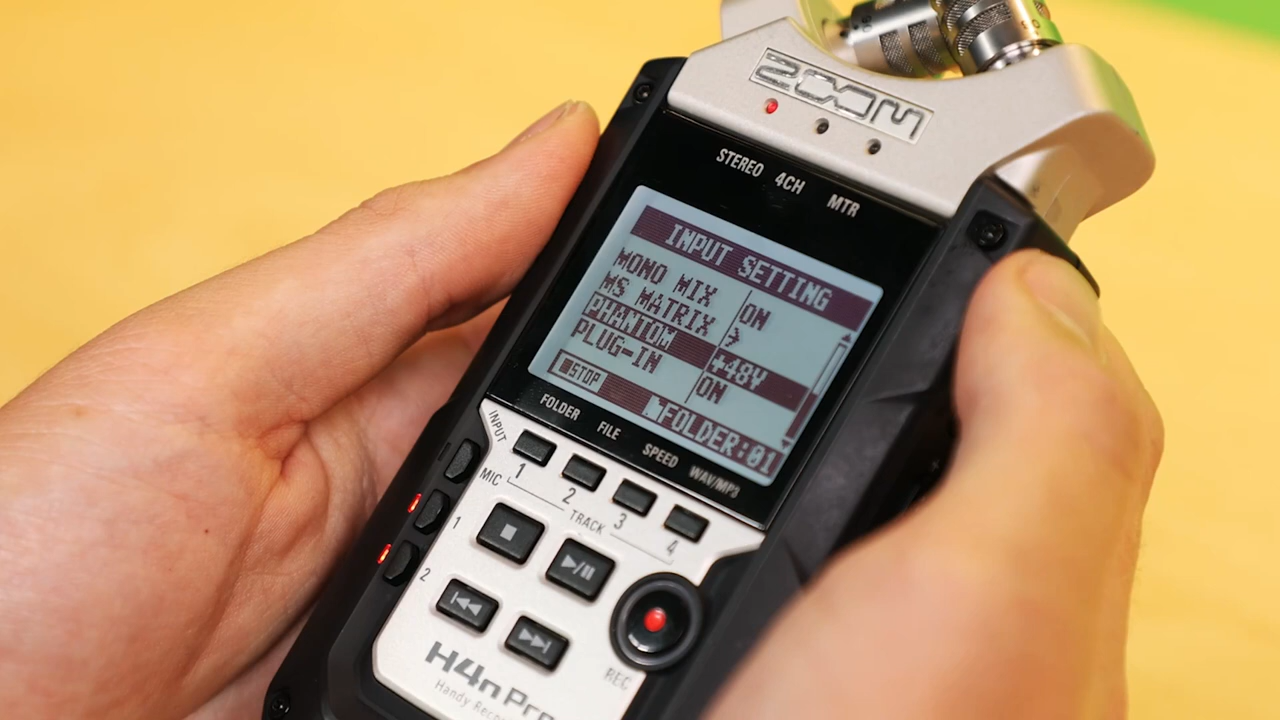 ZOOM
STEREO 4CH MTR
INPUT SETTING
MONO MIX ON
MS MATRIX >
PHANTOM +48V
PLUG-IN ON
STOP FOLDER:01
FOLDER FILE SPEED WAV/MP3
INPUT
1 2 3 4
MIC
TRACK
1
2
REC
H4n Pro
Handy